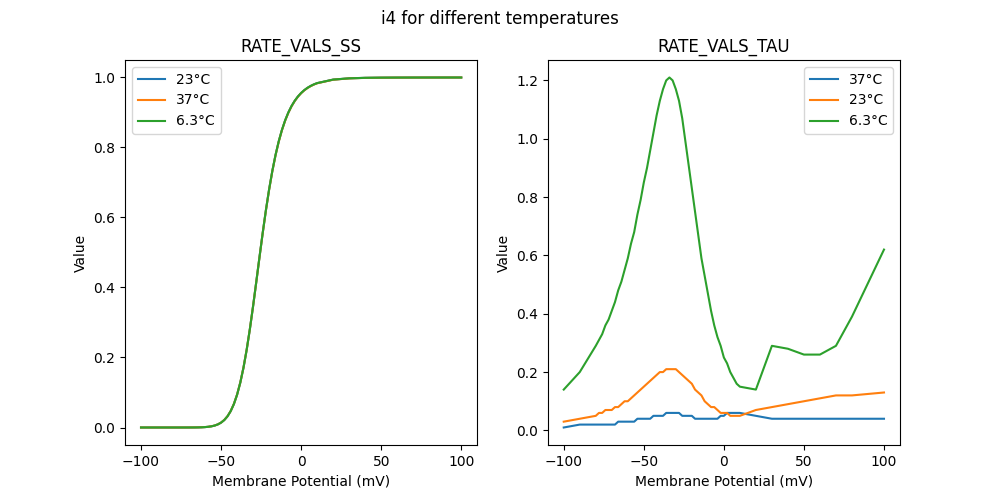 i4 for different temperatures
RATE_VALS_SS
1.0
0.8
0.6
0.4
0.2
0.0
Value
23°C
37°C
6.3°C
−100
−50
0
50
100
Membrane Potential (mV)
RATE_VALS_TAU
1.2
1.0
0.8
0.6
0.4
0.2
0.0
Value
37°C
23°C
6.3°C
−100
−50
0
50
100
Membrane Potential (mV)